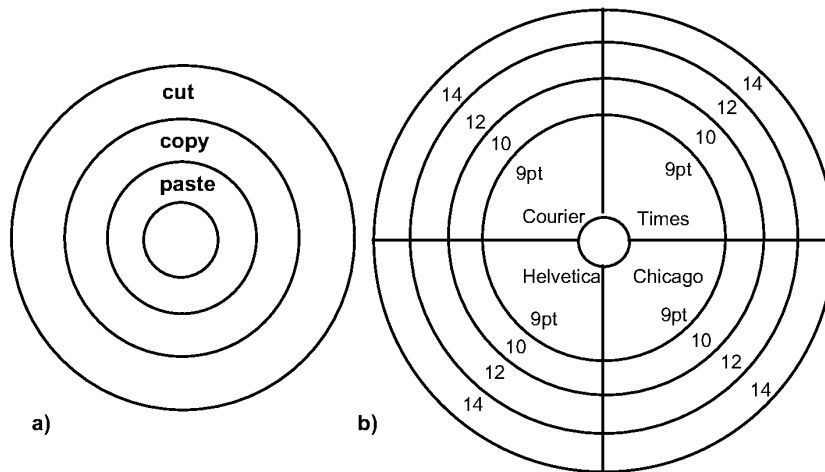 cut
copy
paste
a)
14 14
12 12
10 10
9pt 9pt
Courier Times
Helvetica Chicago
9pt 9pt
10 10
12 12
14 14
b)